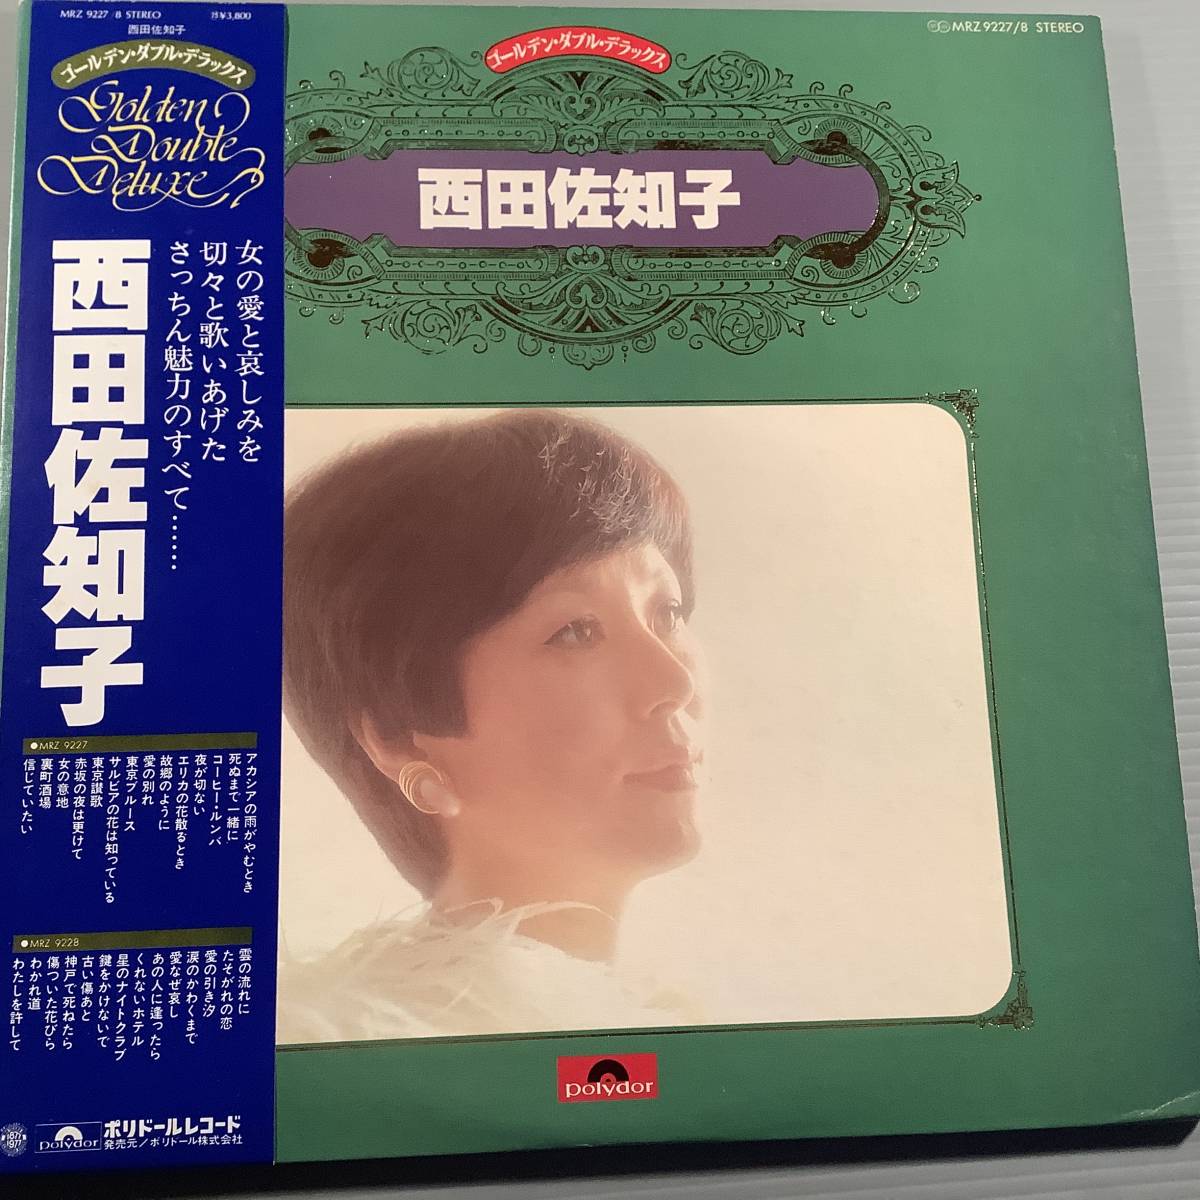 MRZ 9227/8 STEREO
¥3,800
西田佐知子
ゴールデン・ダブル・デラックス
Golden
Double
Deluxe
女の愛と哀しみを
切々と歌いあげた
さっちん魅力のすべて……
西田佐知子
●MRZ 9227
アカシアの雨がやむとき
死ぬまで一緒に
コーヒー・ルンバ
夜が切ない
エリカの花散るとき
故郷のように
愛の別れ
東京ブルース
サルビアの花は知っている
東京讃歌
赤坂の夜は更けて
女の意地
裏町酒場
信じていたい
●MRZ 9228
雲の流れに
たそがれの恋
愛の引き汐
涙のかわくまで
愛なぜ哀し
あの人に逢ったら
くれないホテル
星のナイトクラブ
鍵をかけないで
古い傷あと
神戸で死ねたら
傷ついた花びら
わかれ道
わたしを許して
1877
1977
polydor
ポリドールレコード
発売元/ポリドール株式会社
MRZ 9227/8 STEREO
ゴールデン・ダブル・デラックス
西田佐知子
polydor